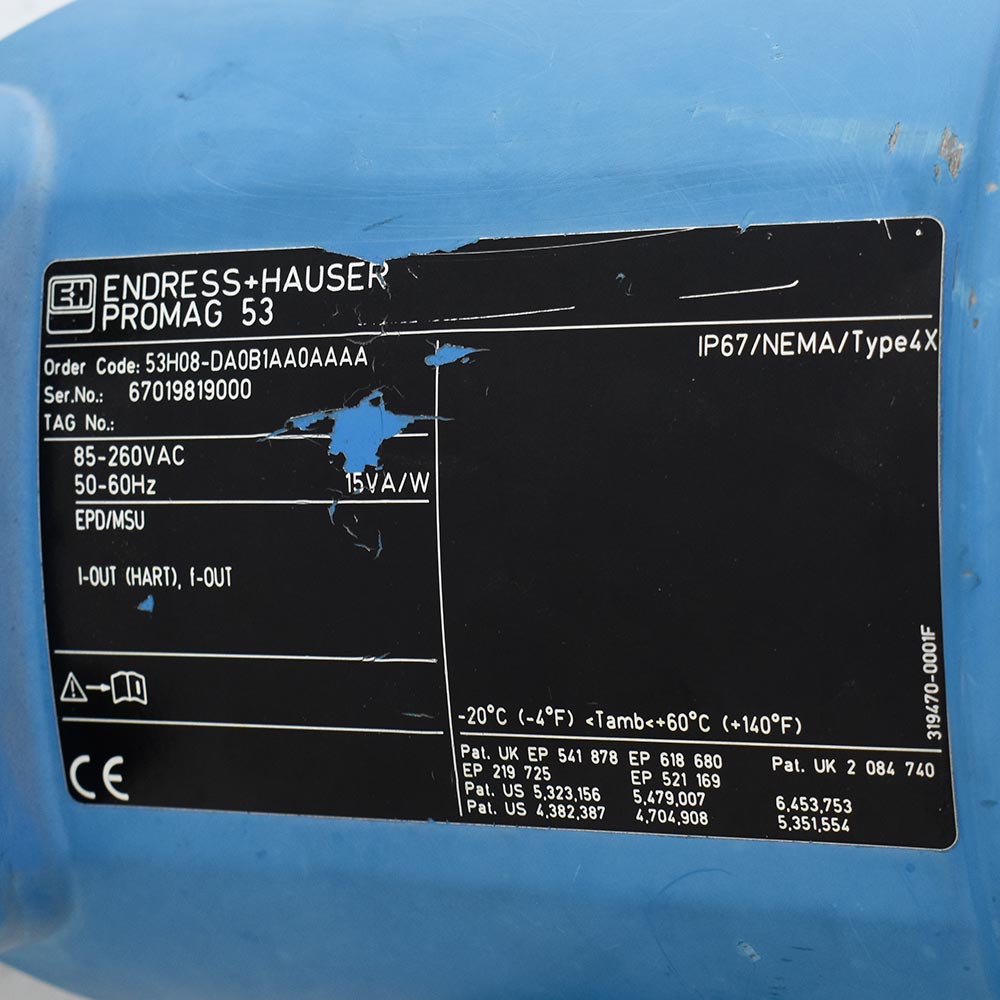 EH ENDRESS+HAUSER
PROMAG 53
Order Code: 53H08-DA0B1AA0AAAA
Ser.No.: 67019819000
TAG No.:
85-260VAC
50-60Hz 15VA/W
EPD/MSU
I-OUT (HART), f-OUT
CE
IP67/NEMA/Type4X
319470-0001F
-20°C (-4°F) <Tamb<+60°C (+140°F)
Pat. UK EP 541 878 EP 618 680 Pat. UK 2 084 740
EP 219 725 EP 521 169
Pat. US 5,323,156 5,479,007 6,453,753
Pat. US 4,382,387 4,704,908 5,351,554